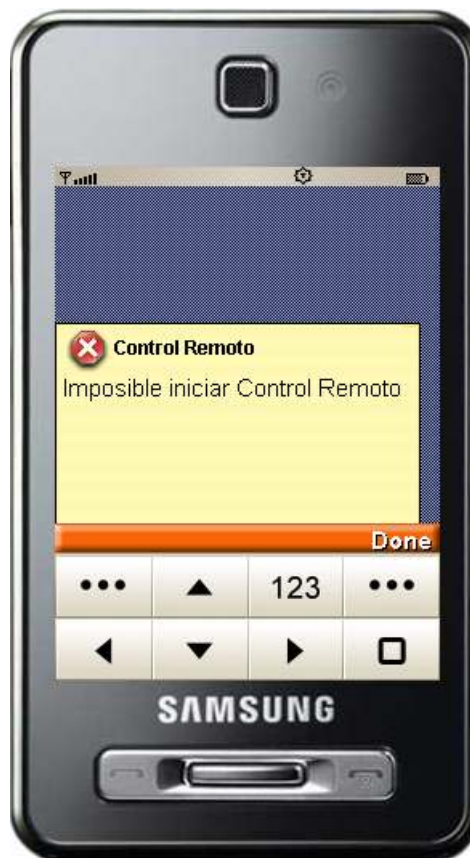 Control Remoto
Imposible iniciar Control Remoto
Done
123
SAMSUNG